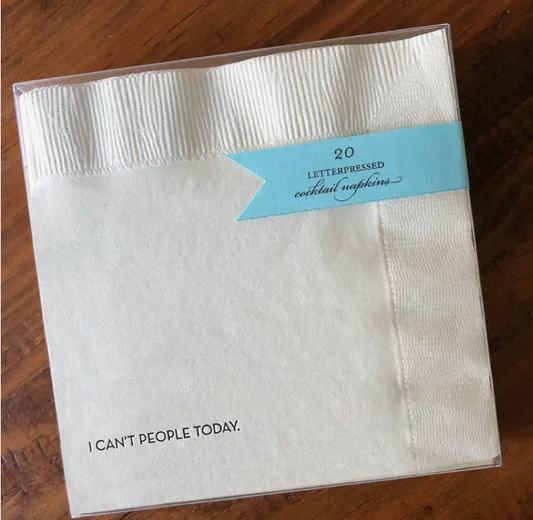 20
LETTERPRESSED
cocktail napkins
I CAN'T PEOPLE TODAY.